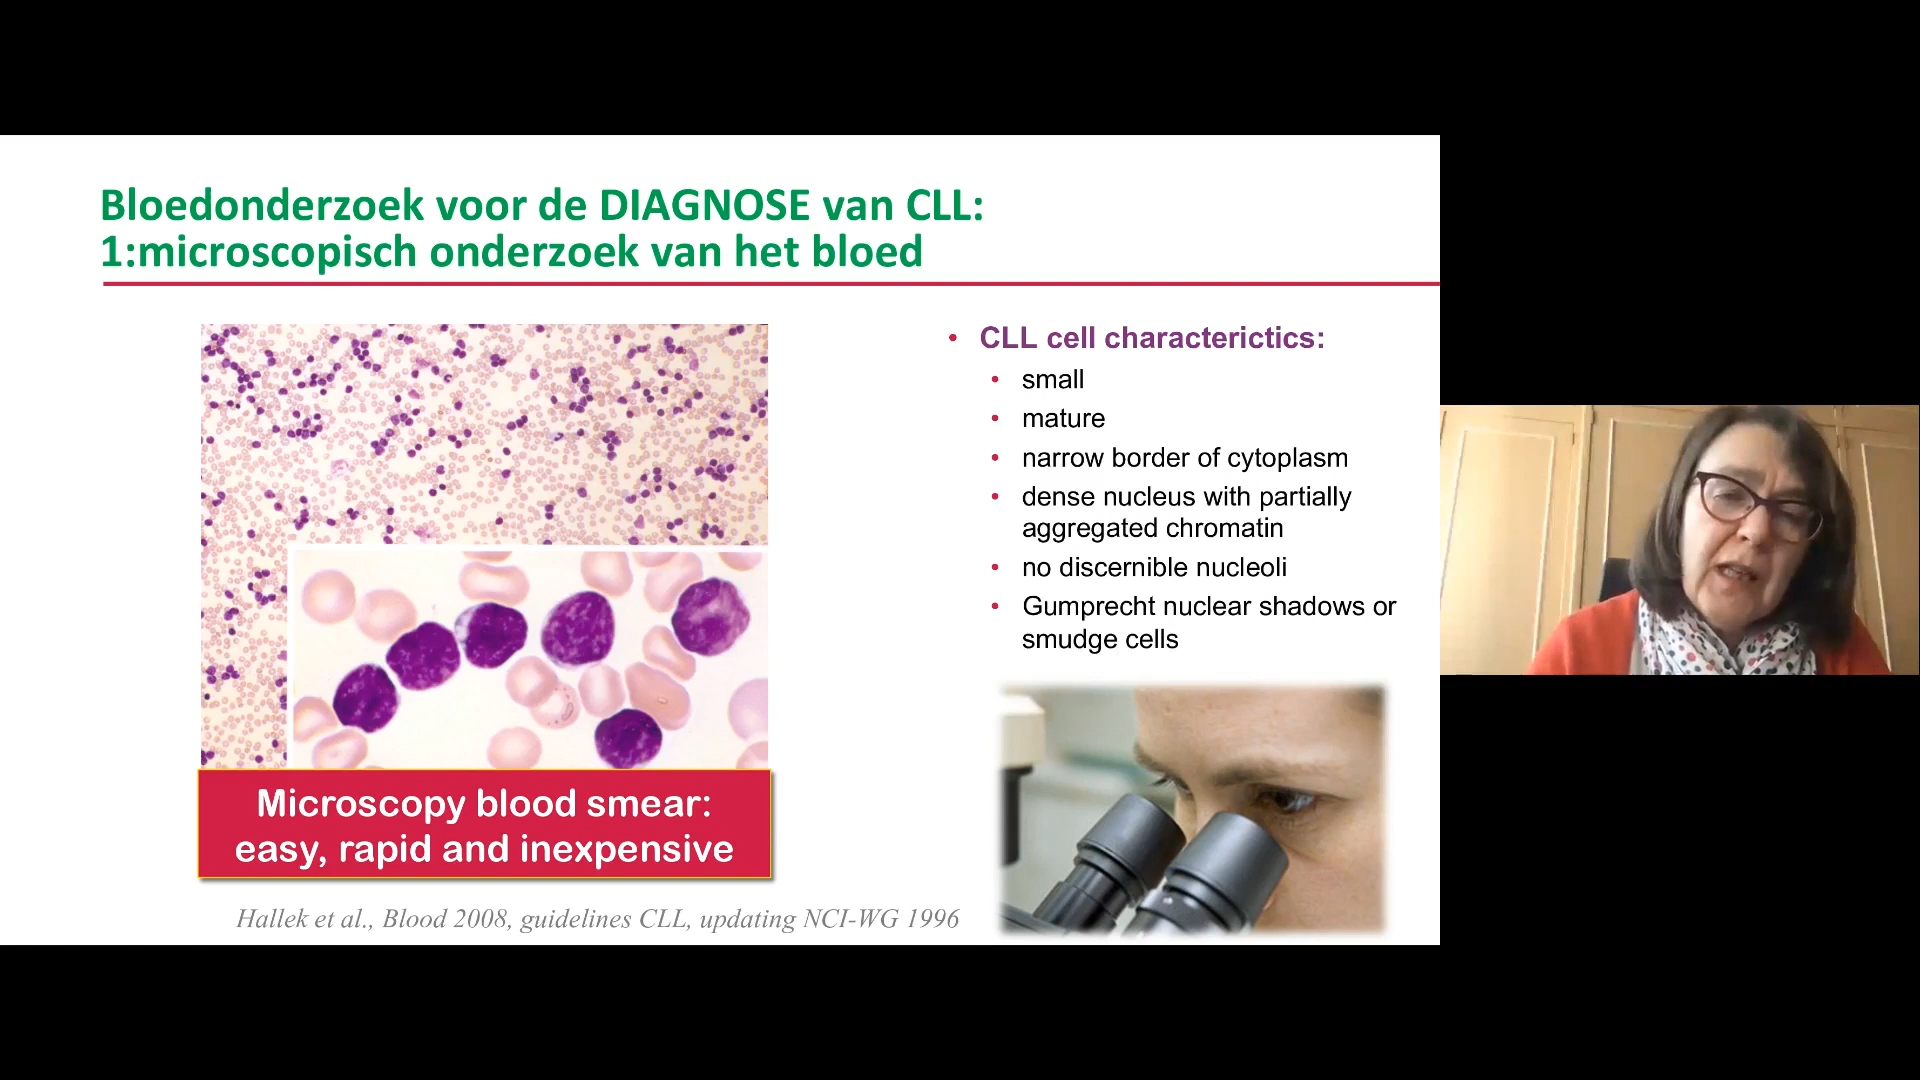 Bloedonderzoek voor de DIAGNOSE van CLL:
1:microscopisch onderzoek van het bloed
• CLL cell characterictics:
• small
• mature
• narrow border of cytoplasm
• dense nucleus with partially
aggregated chromatin
• no discernible nucleoli
• Gumprecht nuclear shadows or
smudge cells
Microscopy blood smear:
easy, rapid and inexpensive
Hallek et al., Blood 2008, guidelines CLL, updating NCI-WG 1996